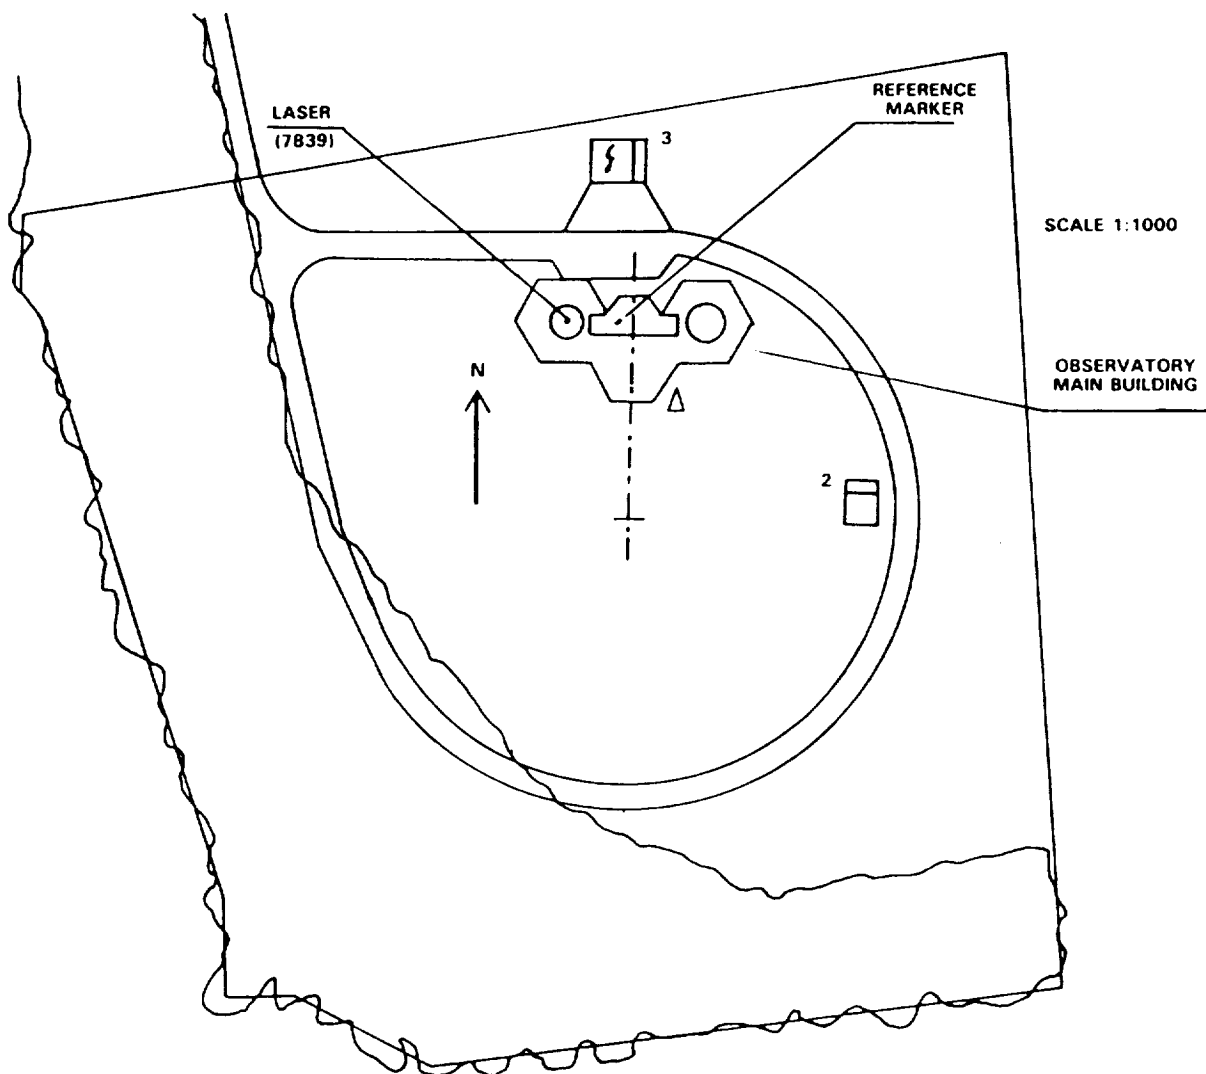 REFERENCE
MARKER
LASER
(7839)
3
SCALE 1:1000
OBSERVATORY
MAIN BUILDING
N
2